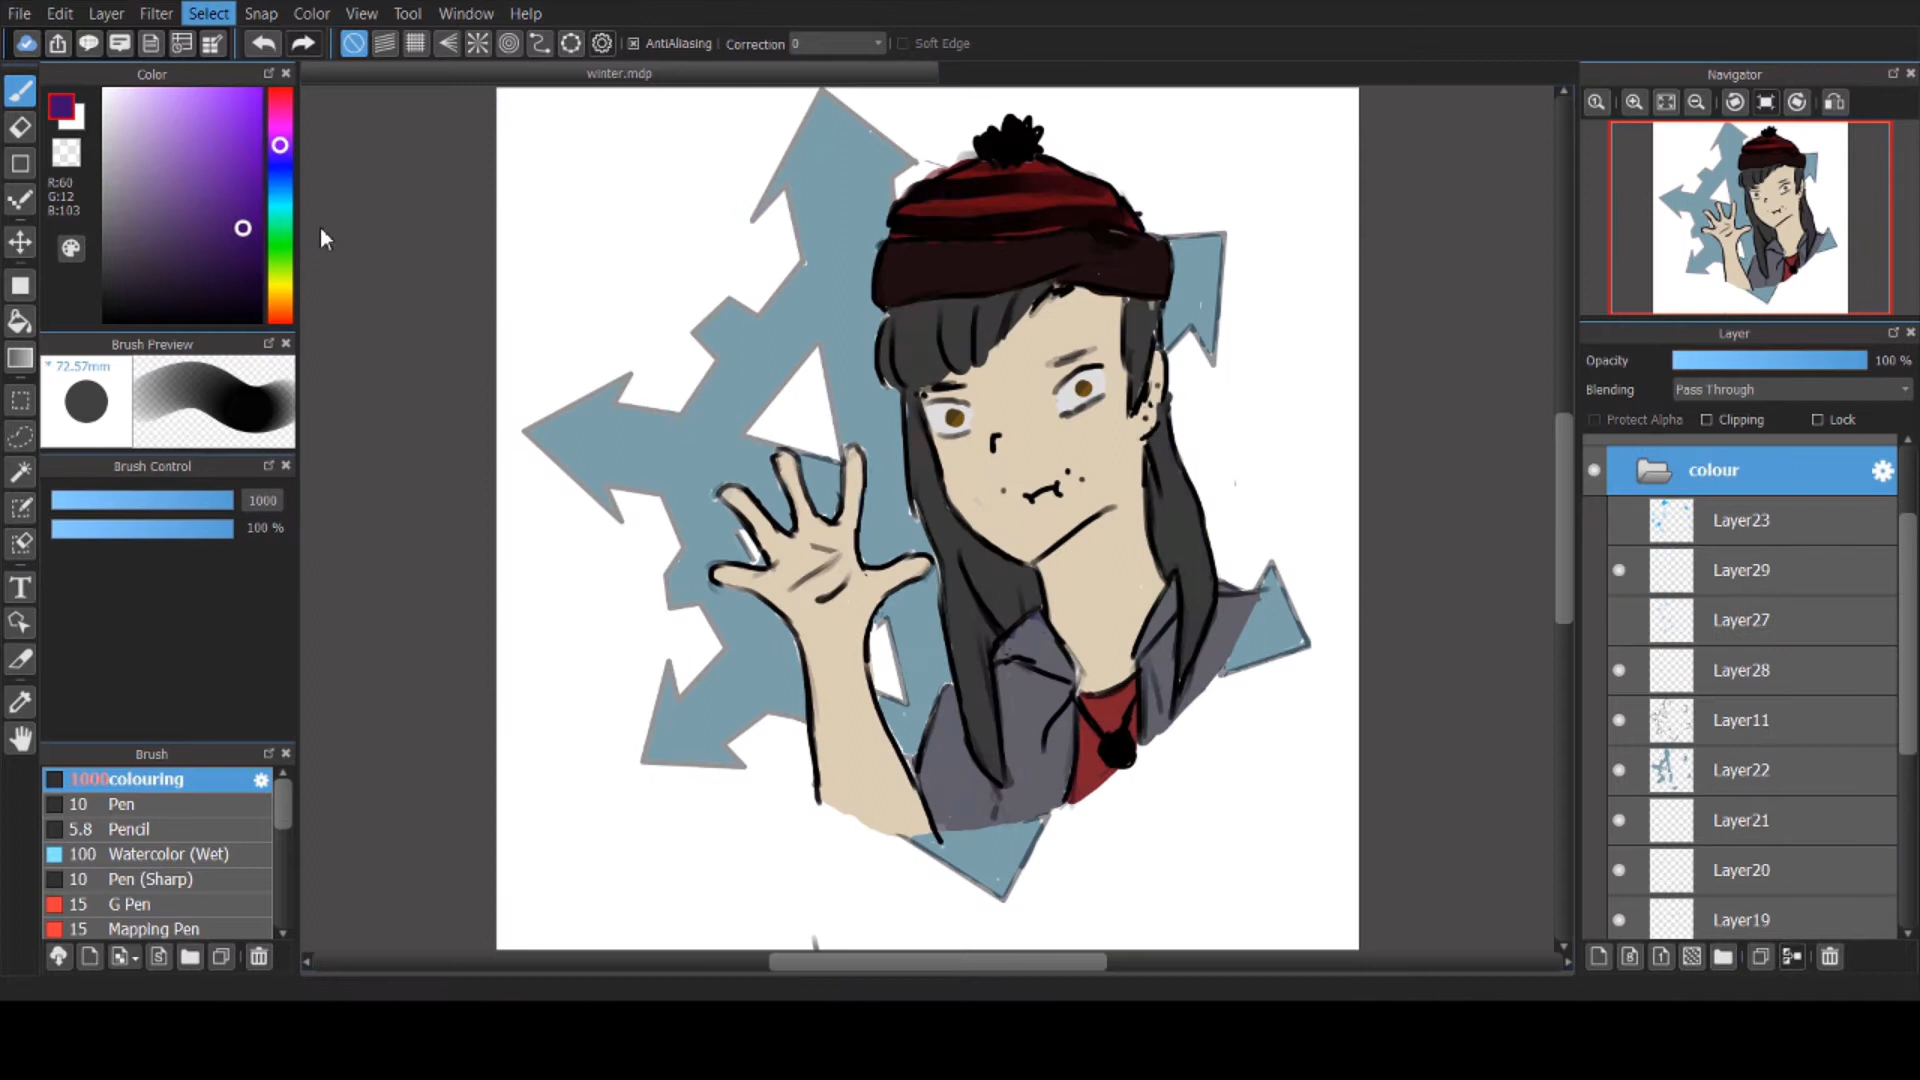 File Edit Layer Filter Select Snap Color View Tool Window Help
AntiAliasing Correction 0 Soft Edge
Color
winter.mdp
Navigator
R:60
G:12
B:103
Brush Preview
72.57mm
Brush Control
1000
100 %
Brush
1000colouring
10 Pen
5.8 Pencil
100 Watercolor (Wet)
10 Pen (Sharp)
15 G Pen
15 Mapping Pen
Layer
Opacity 100 %
Blending Pass Through
Protect Alpha Clipping Lock
colour
Layer23
Layer29
Layer27
Layer28
Layer11
Layer22
Layer21
Layer20
Layer19